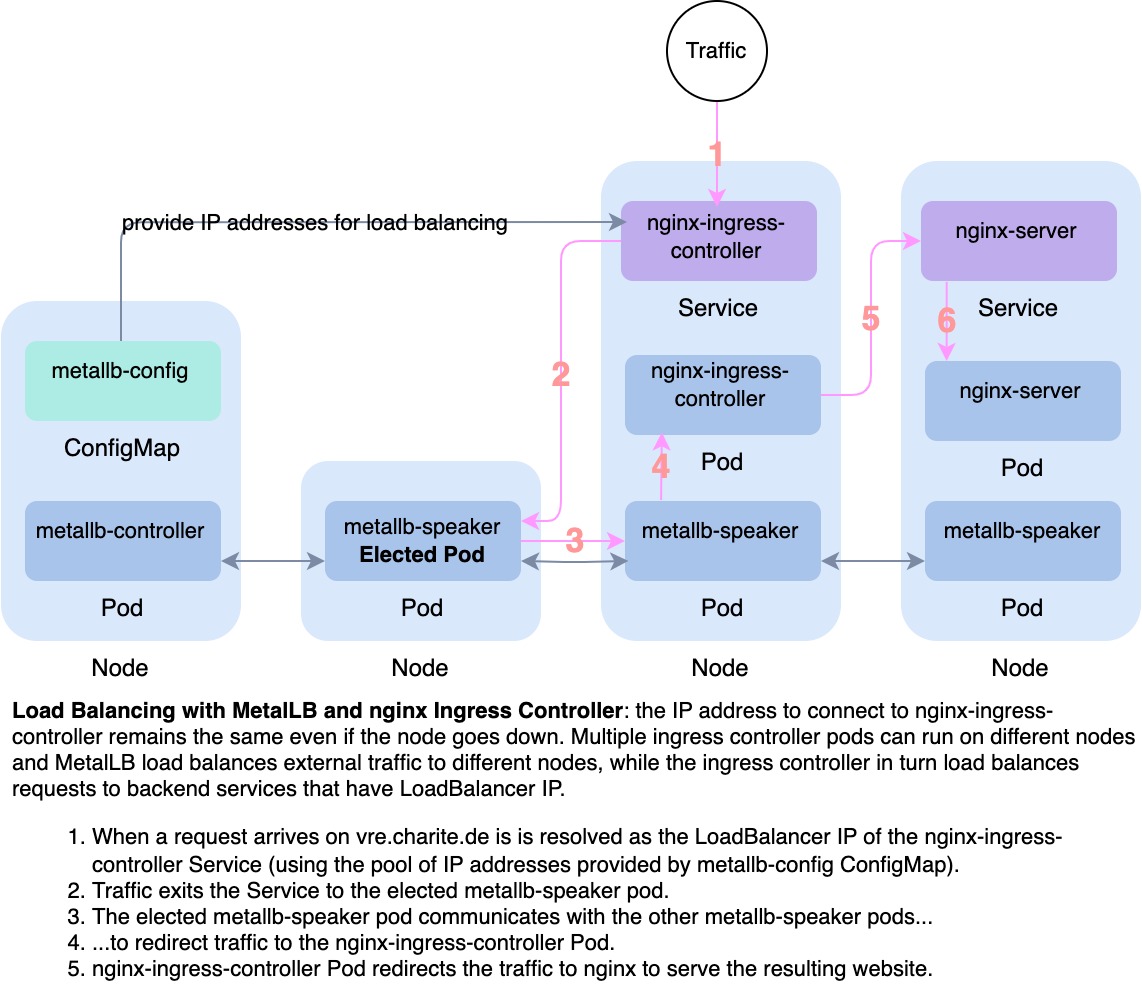 Traffic
1
provide IP addresses for load balancing
nginx-ingress-
controller
Service
nginx-server
Service
2
5
6
metallb-config
ConfigMap
nginx-ingress-
controller
Pod
nginx-server
Pod
4
metallb-controller
Pod
Node
metallb-speaker
Elected Pod
Pod
Node
3
metallb-speaker
Pod
Node
metallb-speaker
Pod
Node
Load Balancing with MetalLB and nginx Ingress Controller: the IP address to connect to nginx-ingress-
controller remains the same even if the node goes down. Multiple ingress controller pods can run on different nodes
and MetalLB load balances external traffic to different nodes, while the ingress controller in turn load balances
requests to backend services that have LoadBalancer IP.
1. When a request arrives on vre.charite.de is is resolved as the LoadBalancer IP of the nginx-ingress-
controller Service (using the pool of IP addresses provided by metallb-config ConfigMap).
2. Traffic exits the Service to the elected metallb-speaker pod.
3. The elected metallb-speaker pod communicates with the other metallb-speaker pods...
4. ...to redirect traffic to the nginx-ingress-controller Pod.
5. nginx-ingress-controller Pod redirects the traffic to nginx to serve the resulting website.